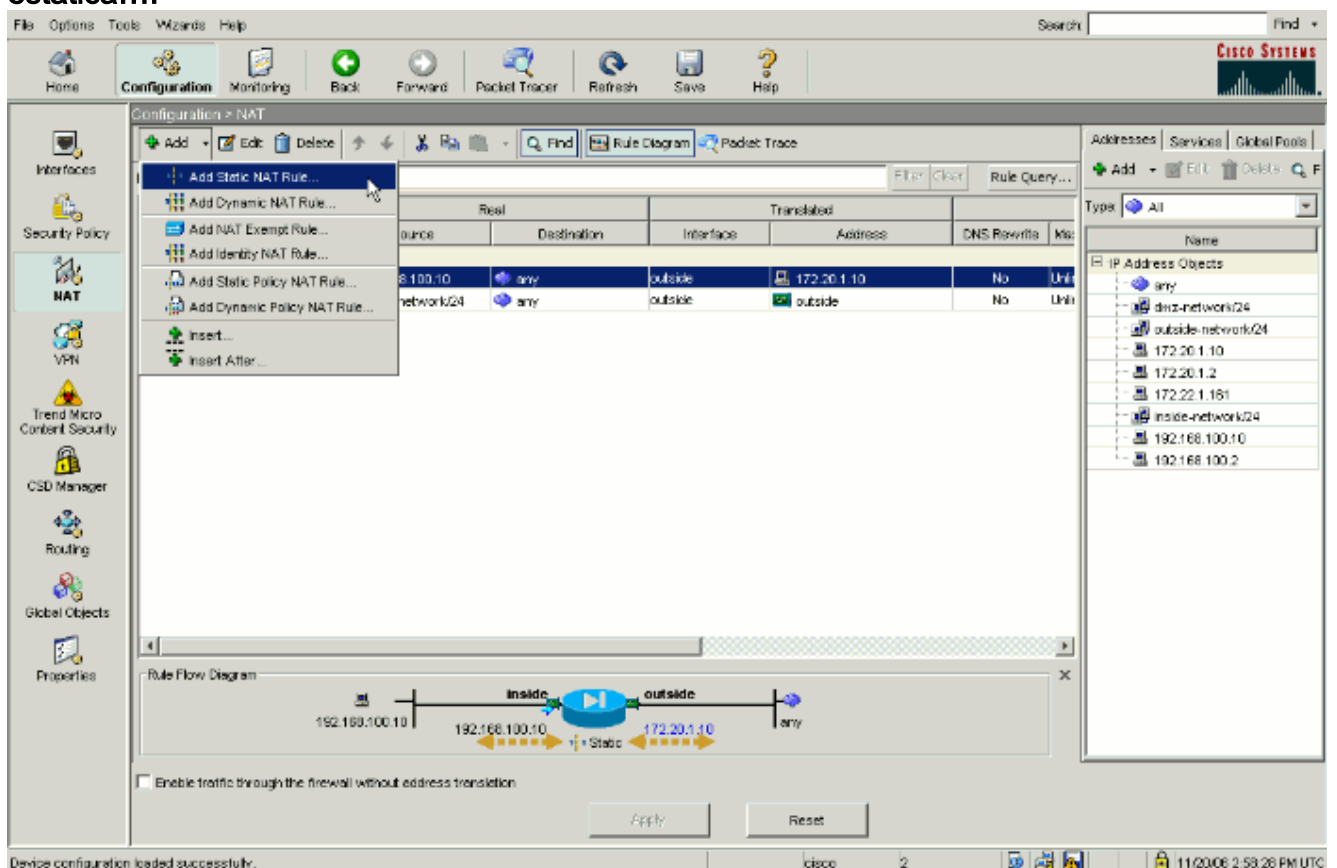 File Options Tools Wizards Help Search: Find
Home Configuration Monitoring Back Forward Packet Tracer Refresh Save Help
CISCO SYSTEMS
Configuration > NAT
Add Edit Delete Find Rule Diagram Packet Trace
Add Static NAT Rule...
Add Dynamic NAT Rule...
Add NAT Exempt Rule...
Add Identity NAT Rule...
Add Static Policy NAT Rule...
Add Dynamic Policy NAT Rule...
Insert...
Insert After...
Filter Clear Rule Query...
Real Translated
ource Destination Interface Address DNS Rewrite Ma
8.100.10 any outside 172.20.1.10 No Unli
network/24 any outside outside No Unli
Interfaces
Security Policy
NAT
VPN
Trend Micro
Content Security
CSD Manager
Routing
Global Objects
Properties
Addresses Services Global Pools
Add Edit Delete F
Type: All
Name
IP Address Objects
any
dmz-network/24
outside-network/24
172.20.1.10
172.20.1.2
172.22.1.161
inside-network/24
192.168.100.10
192.168.100.2
Rule Flow Diagram
inside outside
192.168.100.10 192.168.100.10 Static 172.20.1.10 any
Enable traffic through the firewall without address translation
Apply Reset
Device configuration loaded successfully. cisco 2 11/20/06 2:58:28 PM UTC